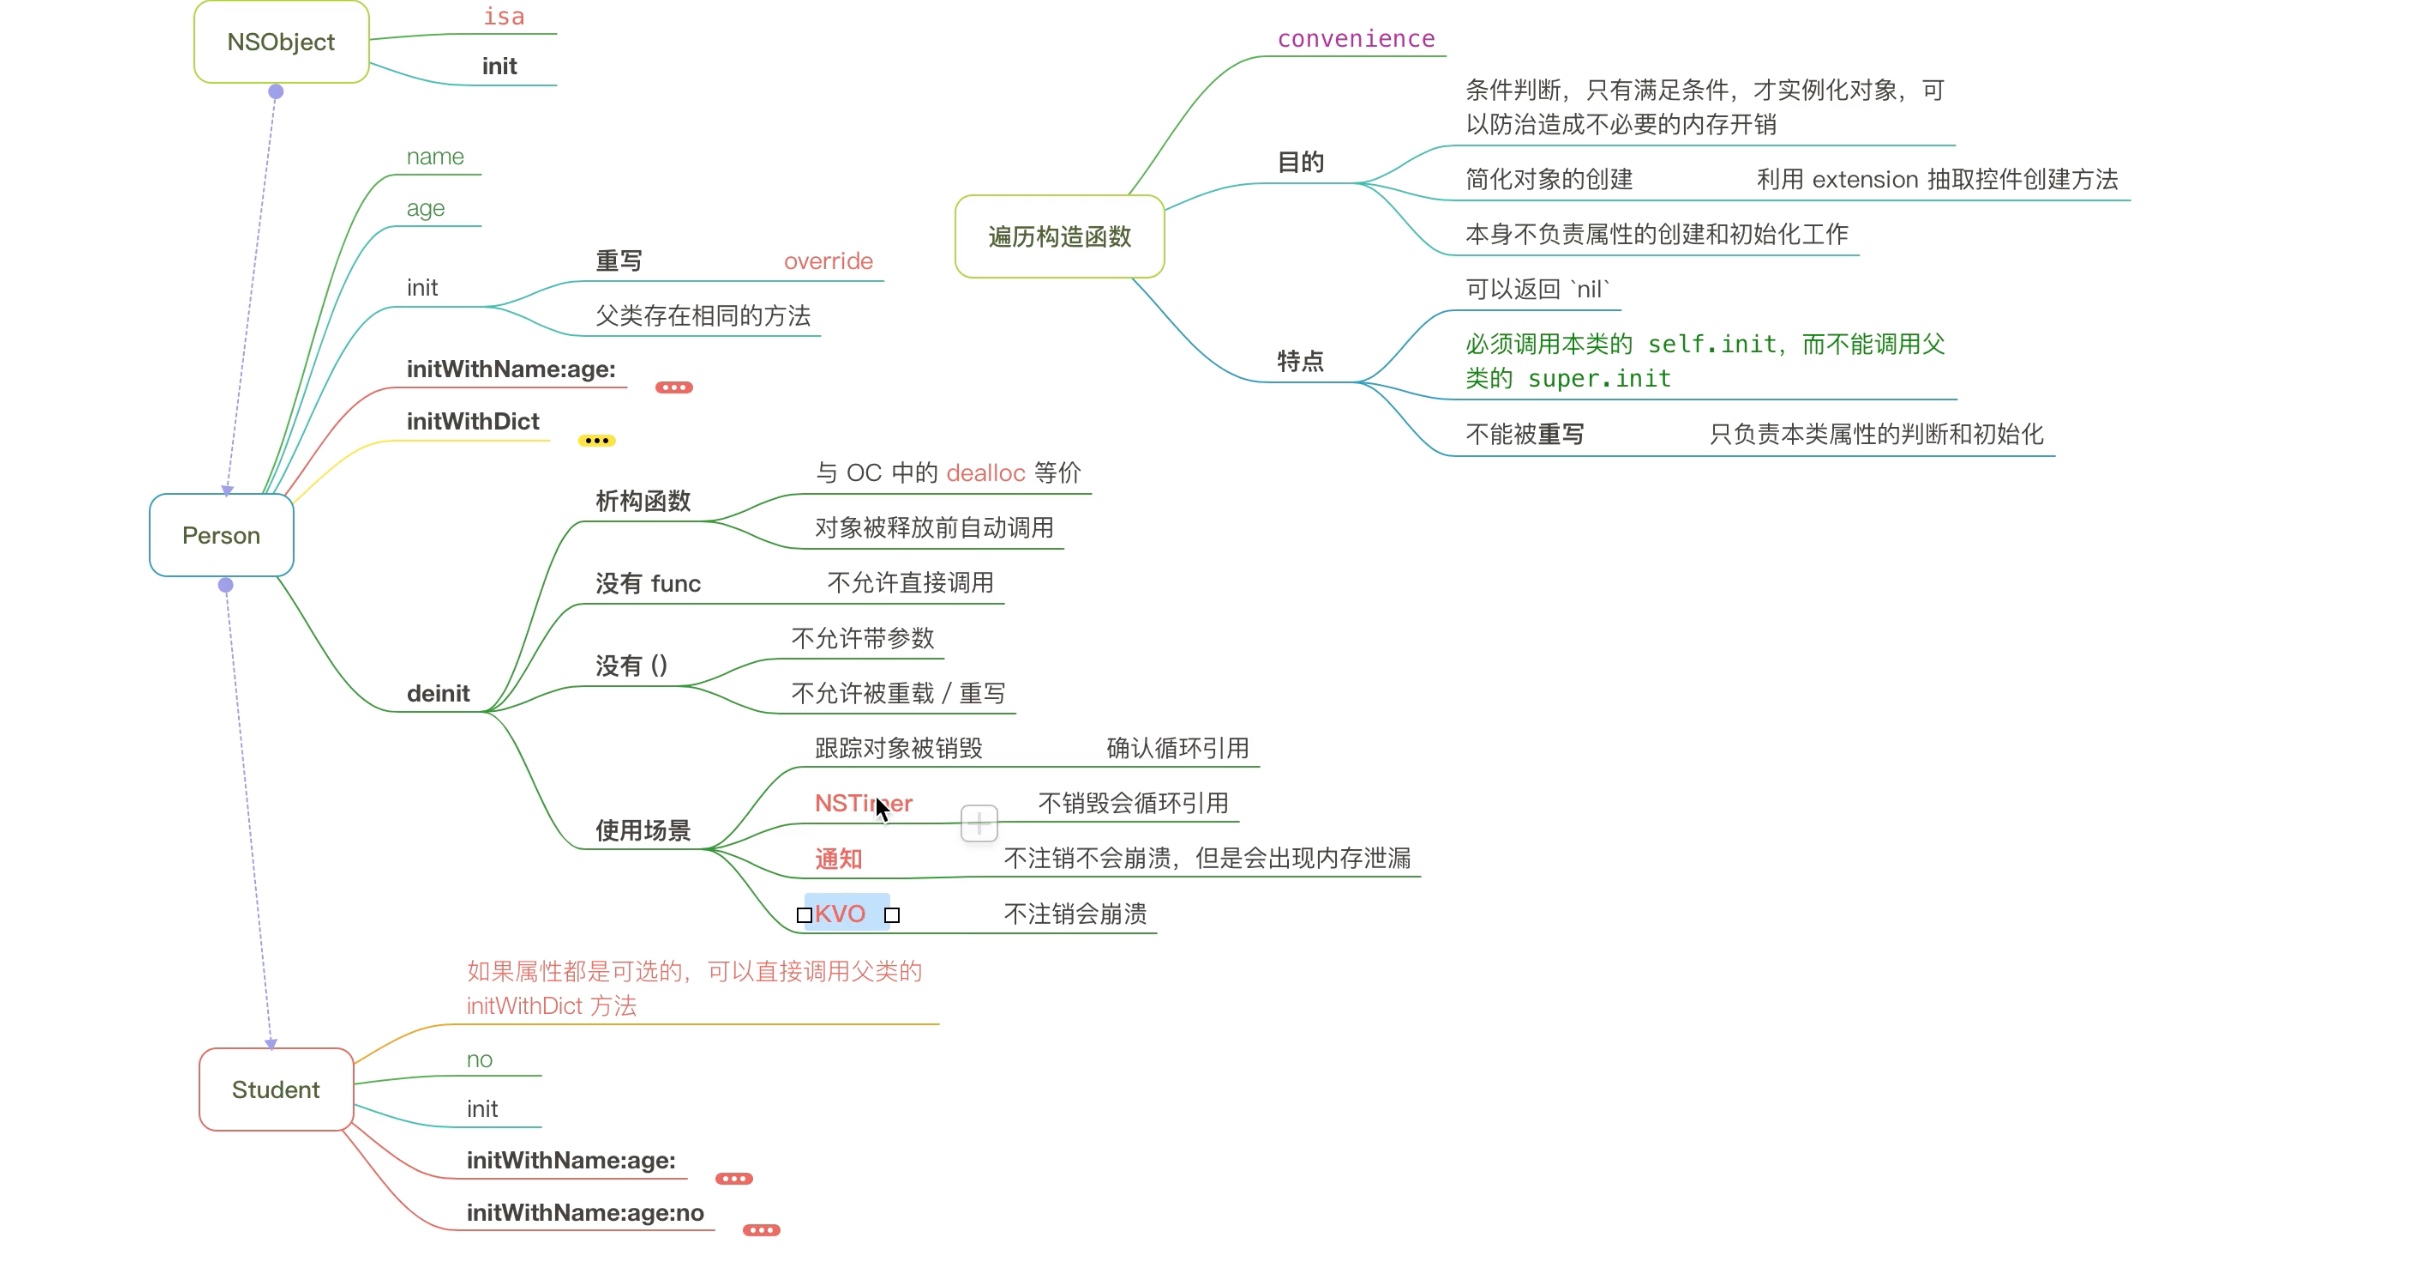 NSObject
isa
init
name
age
init
重写
override
父类存在相同的方法
initWithName:age:
initWithDict
Person
deinit
析构函数
与 OC 中的 dealloc 等价
对象被释放前自动调用
没有 func
不允许直接调用
没有 ()
不允许带参数
不允许被重载 / 重写
使用场景
跟踪对象被销毁
确认循环引用
NSTimer
不销毁会循环引用
通知
不注销不会崩溃，但是会出现内存泄漏
KVO
不注销会崩溃
如果属性都是可选的，可以直接调用父类的
initWithDict 方法
Student
no
init
initWithName:age:
initWithName:age:no
遍历构造函数
convenience
目的
条件判断，只有满足条件，才实例化对象，可
以防治造成不必要的内存开销
简化对象的创建
利用 extension 抽取控件创建方法
本身不负责属性的创建和初始化工作
特点
可以返回 `nil`
必须调用本类的 self.init，而不能调用父
类的 super.init
不能被重写
只负责本类属性的判断和初始化